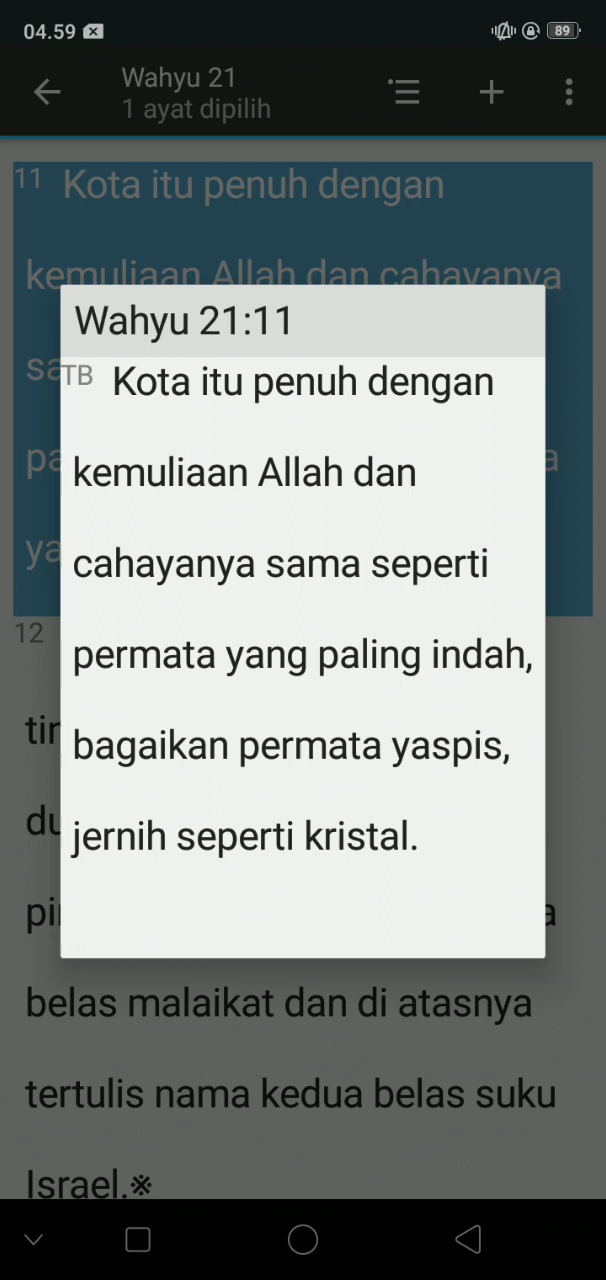 04.59
89
Wahyu 21
1 ayat dipilih
11 Kota itu penuh dengan
kemuliaan Allah dan cahayanya
Wahyu 21:11
TB Kota itu penuh dengan
kemuliaan Allah dan
cahayanya sama seperti
permata yang paling indah,
bagaikan permata yaspis,
jernih seperti kristal.
12
belas malaikat dan di atasnya
tertulis nama kedua belas suku
Israel.※